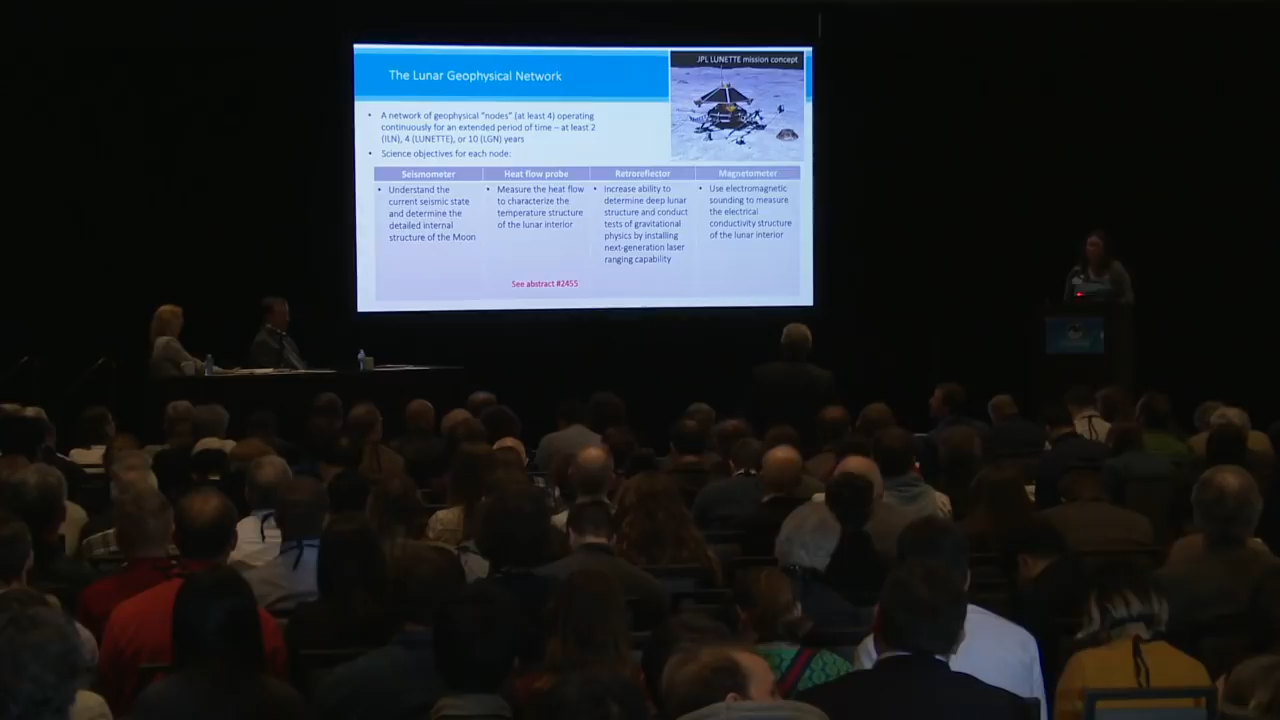 JPL LUNETTE mission concept
The Lunar Geophysical Network
• A network of geophysical "nodes" (at least 4) operating
continuously for an extended period of time – at least 2
(ILN), 4 (LUNETTE), or 10 (LGN) years
• Science objectives for each node:
Seismometer
• Understand the
current seismic state
and determine the
detailed internal
structure of the Moon
Heat flow probe
• Measure the heat flow
to characterize the
temperature structure
of the lunar interior
Retroreflector
• Increase ability to
determine deep lunar
structure and conduct
tests of gravitational
physics by installing
next-generation laser
ranging capability
Magnetometer
• Use electromagnetic
sounding to measure
the electrical
conductivity structure
of the lunar interior
See abstract #2455